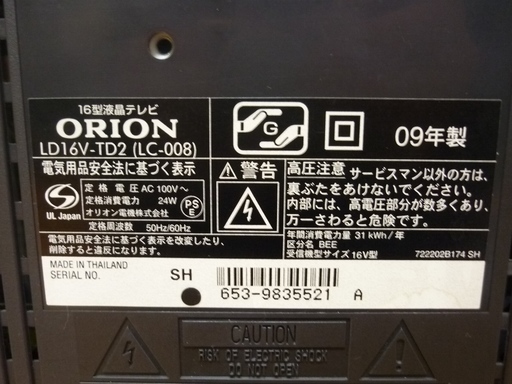 16型液晶テレビ
ORION
LD16V-TD2 (LC-008)
G
09年製
電気用品安全法に基づく表示
UL Japan
定格電圧 AC 100V～
定格消費電力 24W
オリオン電機株式会社
定格周波数 50Hz/60Hz
PS
E
電気用品安全法に基づく表示を改変したり、
削除すると違反になります。
警告
高圧注意 サービスマン以外の方は、
裏ぶたをあけないでください。
内部には、高電圧部分が数多くあり、
万一さわると危険です。
年間消費電力量 31 kWh/年
区分名 BEE
受信機型サイズ 16V型
722202B174 SH
MADE IN THAILAND
SERIAL NO.
SH
653-9835521 A
CAUTION
RISK OF ELECTRIC SHOCK
DO NOT OPEN